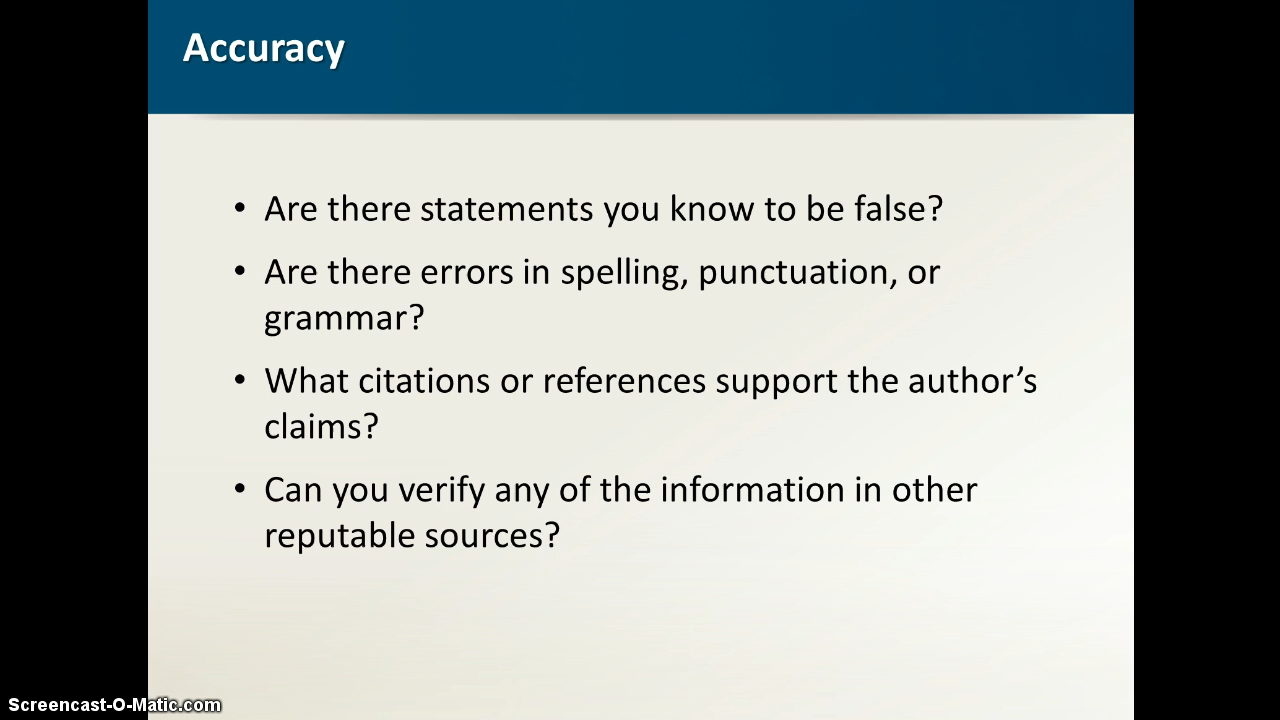 Accuracy
• Are there statements you know to be false?
• Are there errors in spelling, punctuation, or
grammar?
• What citations or references support the author’s
claims?
• Can you verify any of the information in other
reputable sources?
Screencast-O-Matic.com